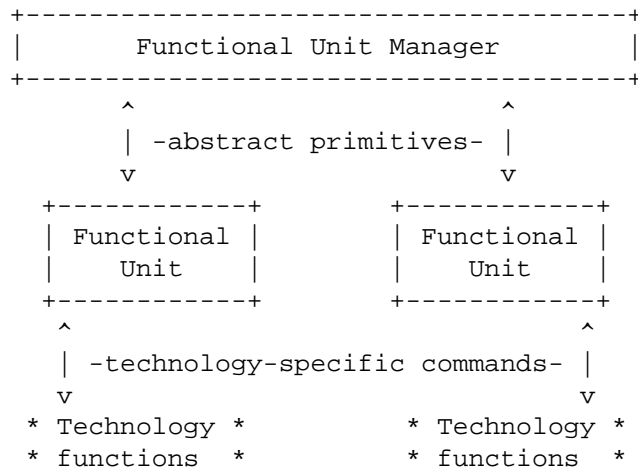 +--------------------------------------+
|       Functional Unit Manager        |
+--------------------------------------+
       ^                       ^
       | -abstract primitives- |
       v                       v
  +------------+        +------------+
  | Functional |        | Functional |
  |    Unit    |        |    Unit    |
  +------------+        +------------+
   ^                                ^
   | -technology-specific commands- |
   v                                v
 * Technology *          * Technology *
 * functions  *          * functions  *